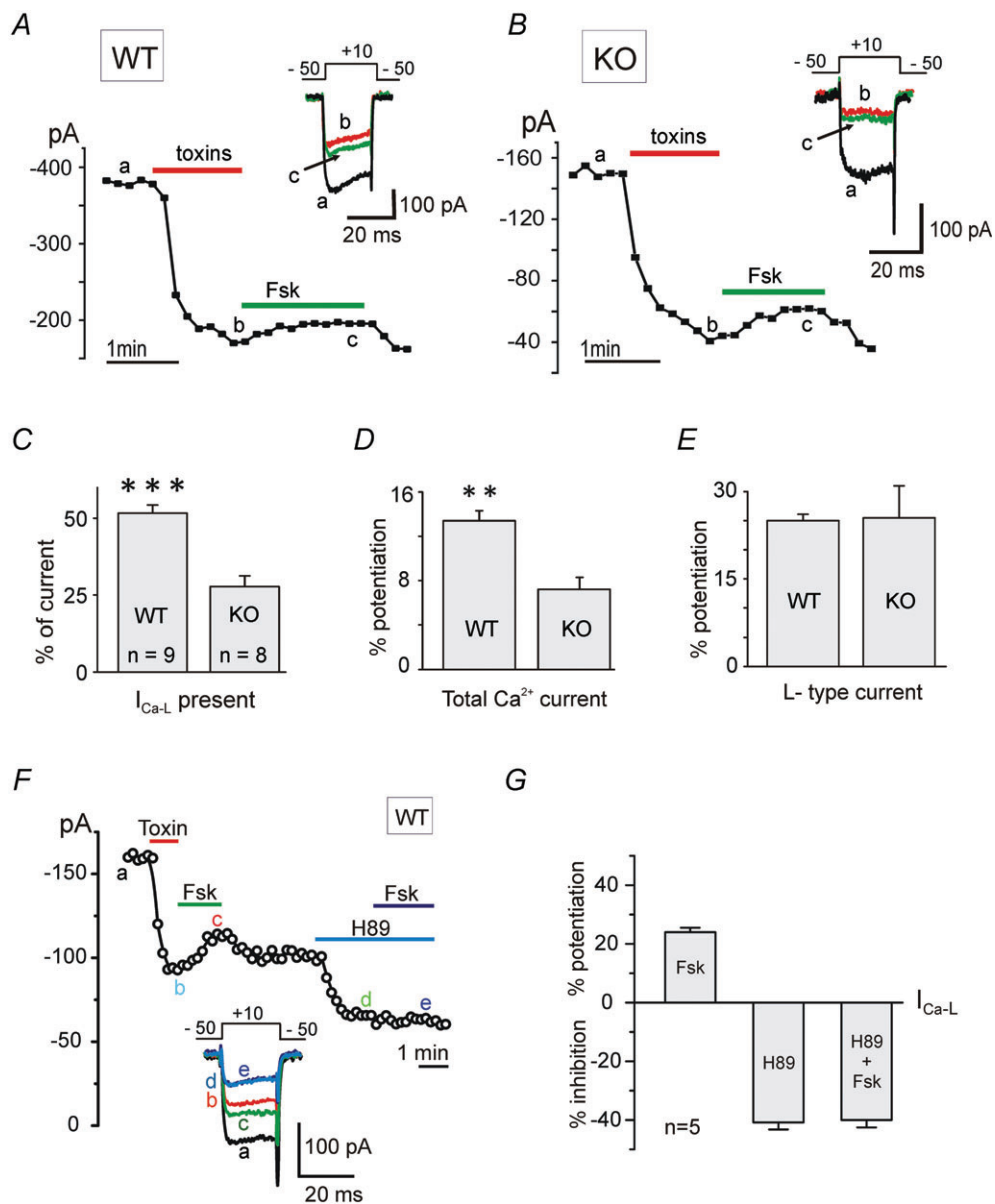 A
WT
+10
- 50
- 50
pA
toxins
b
c
a
100 pA
20 ms
-400
-300
-200
a
Fsk
b
c
1min
B
KO
+10
- 50
- 50
pA
toxins
b
c
a
100 pA
20 ms
-160
-120
-80
-40
a
Fsk
b
c
1min
C
% of current
50
25
0
***
WT
n = 9
KO
n = 8
I Ca-L present
D
% potentiation
16
8
0
**
WT
KO
Total Ca2+ current
E
% potentiation
30
15
0
WT
KO
L- type current
F
WT
pA
-150
-100
-50
0
Toxin
a
Fsk
c
b
Fsk
H89
d
e
1 min
+10
- 50
- 50
d
e
b
c
a
100 pA
20 ms
G
% potentiation
% inhibition
40
20
0
-20
-40
Fsk
H89
H89
+
Fsk
I Ca-L
n=5